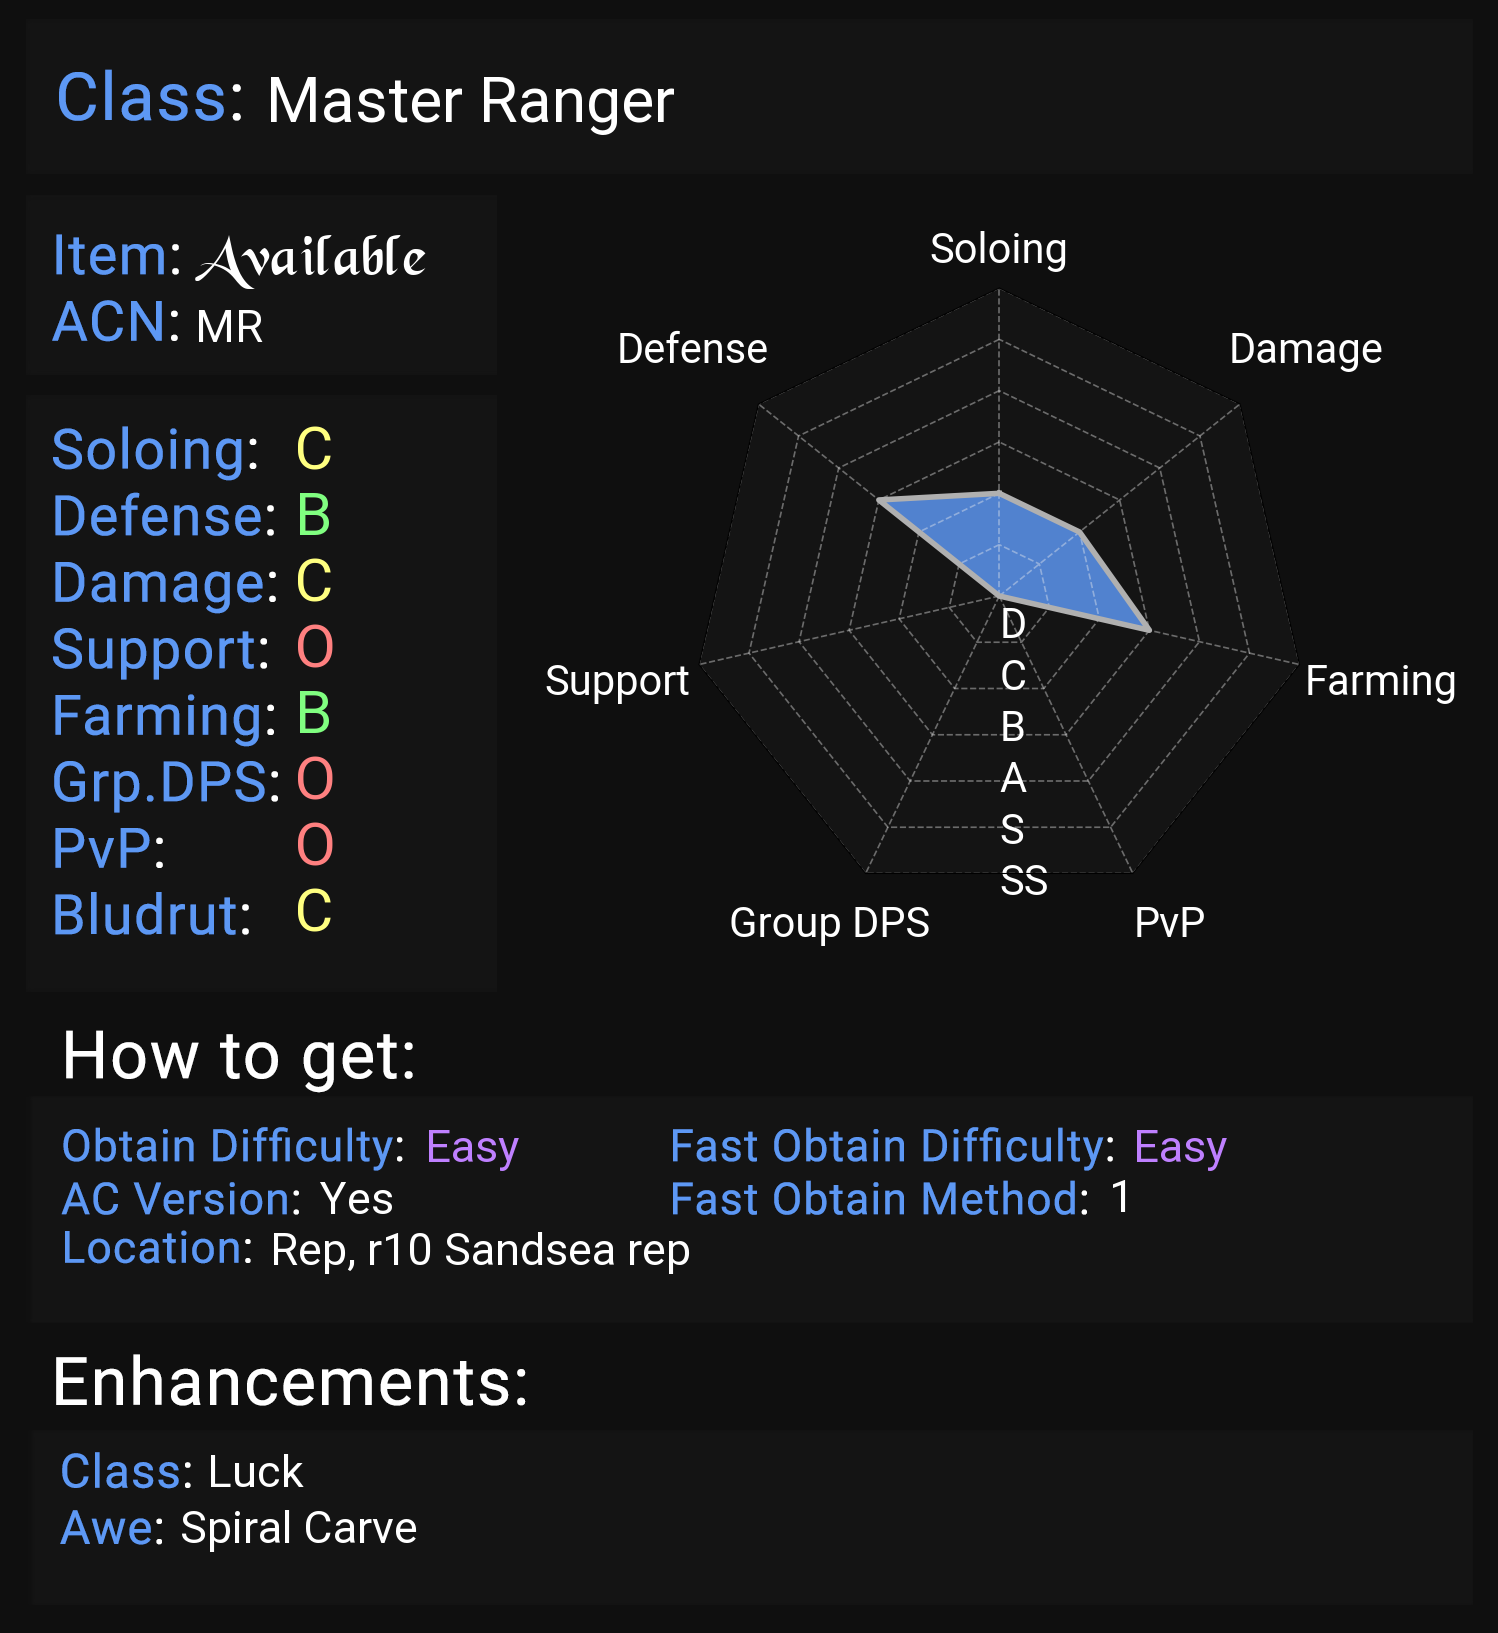 Class: Master Ranger
Item: Available
ACN: MR
Soloing: C
Defense: B
Damage: C
Support: O
Farming: B
Grp.DPS: O
PvP: O
Bludrut: C
Soloing
Defense
Damage
Support
Farming
D
C
B
A
S
SS
Group DPS
PvP
How to get:
Obtain Difficulty: Easy
Fast Obtain Difficulty: Easy
AC Version: Yes
Fast Obtain Method: 1
Location: Rep, r10 Sandsea rep
Enhancements:
Class: Luck
Awe: Spiral Carve